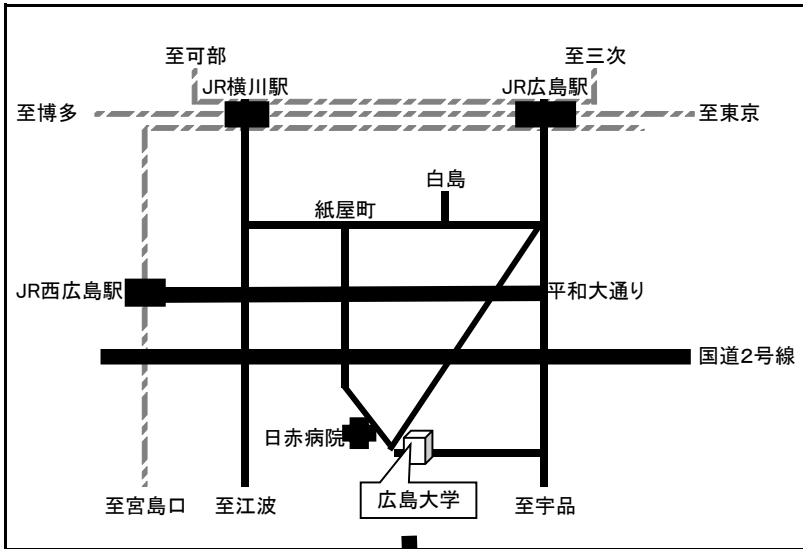 至可部
至三次
JR横川駅
JR広島駅
至博多
至東京
白島
紙屋町
JR西広島駅
平和大通り
国道2号線
日赤病院
広島大学
至宮島口
至江波
至宇品